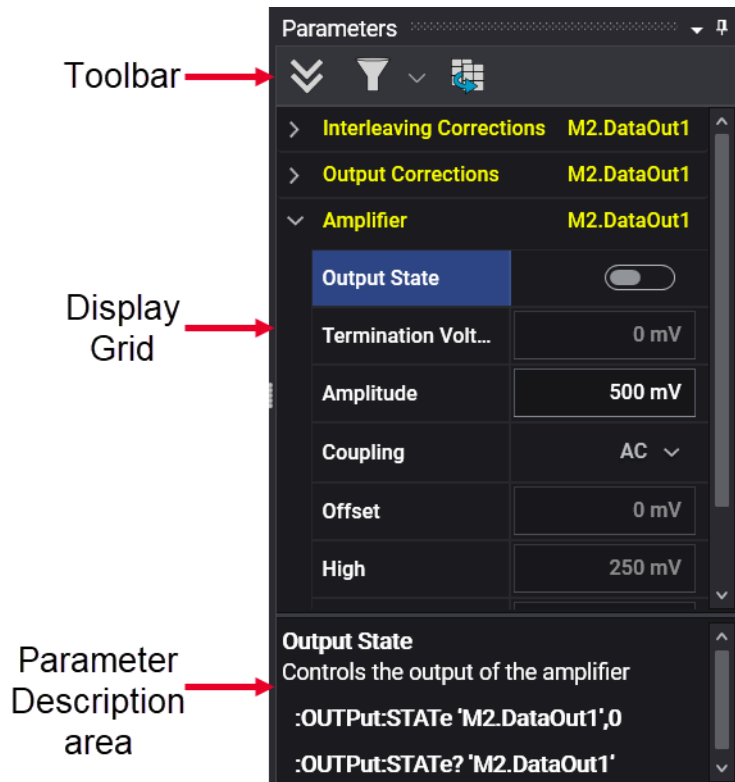 Parameters
Toolbar
Interleaving Corrections M2.DataOut1
Output Corrections M2.DataOut1
Amplifier M2.DataOut1
Output State
Display
Grid
Termination Volt... 0 mV
Amplitude 500 mV
Coupling AC
Offset 0 mV
High 250 mV
Parameter
Description
area
Output State
Controls the output of the amplifier
:OUTPut:STATe 'M2.DataOut1',0
:OUTPut:STATe? 'M2.DataOut1'